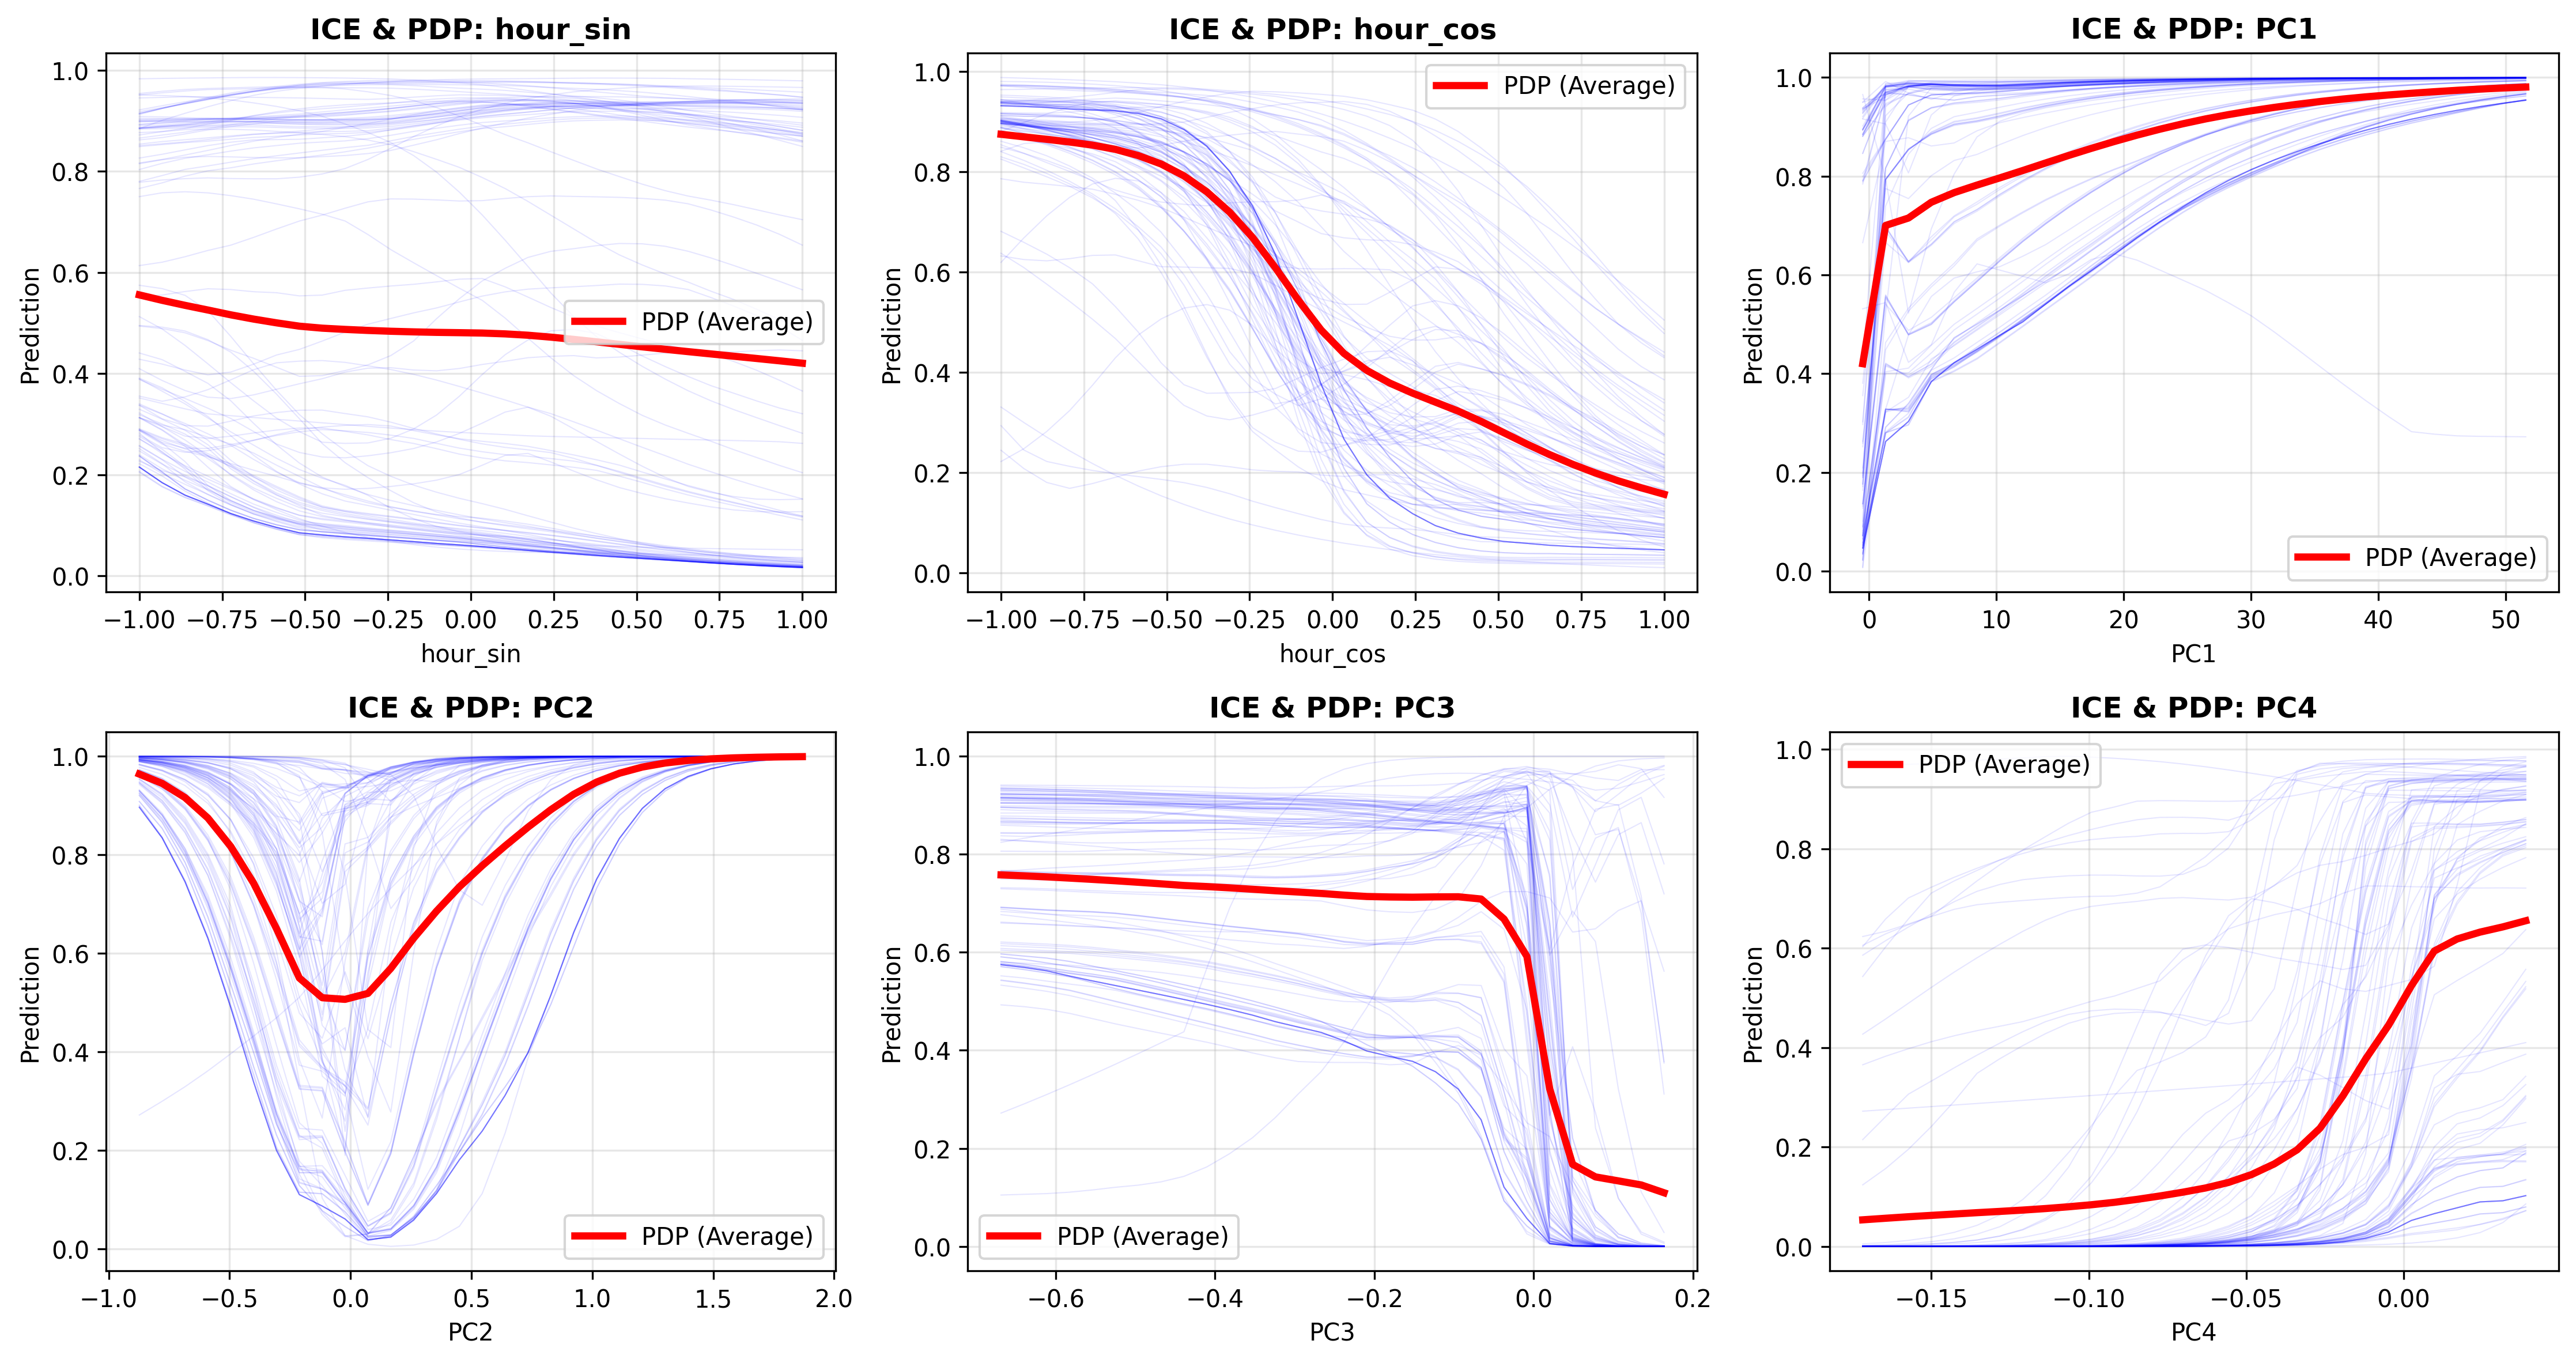 ICE & PDP: hour_sin
Prediction
1.0
0.8
0.6
0.4
0.2
0.0
PDP (Average)
−1.00 −0.75 −0.50 −0.25 0.00 0.25 0.50 0.75 1.00
hour_sin
ICE & PDP: hour_cos
Prediction
1.0
0.8
0.6
0.4
0.2
0.0
PDP (Average)
−1.00 −0.75 −0.50 −0.25 0.00 0.25 0.50 0.75 1.00
hour_cos
ICE & PDP: PC1
Prediction
1.0
0.8
0.6
0.4
0.2
0.0
PDP (Average)
0 10 20 30 40 50
PC1
ICE & PDP: PC2
Prediction
1.0
0.8
0.6
0.4
0.2
0.0
PDP (Average)
−1.0 −0.5 0.0 0.5 1.0 1.5 2.0
PC2
ICE & PDP: PC3
Prediction
1.0
0.8
0.6
0.4
0.2
0.0
PDP (Average)
−0.6 −0.4 −0.2 0.0 0.2
PC3
ICE & PDP: PC4
Prediction
1.0
0.8
0.6
0.4
0.2
0.0
PDP (Average)
−0.15 −0.10 −0.05 0.00
PC4